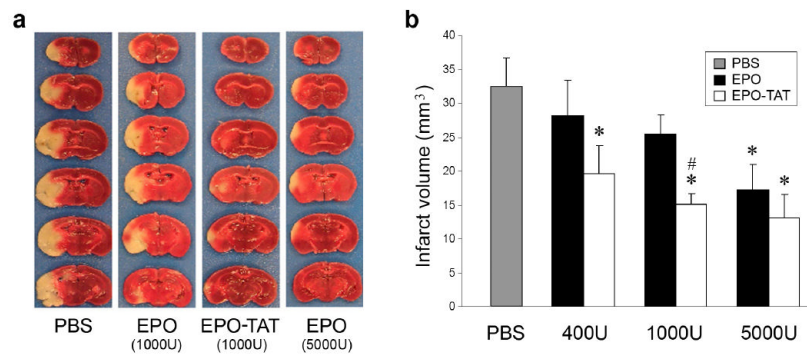 a
PBS
EPO
(1000U)
EPO-TAT
(1000U)
EPO
(5000U)
b
Infarct volume (mm³)
40
35
30
25
20
15
10
5
0
PBS
EPO
EPO-TAT
*
#
*
*
*
PBS
400U
1000U
5000U